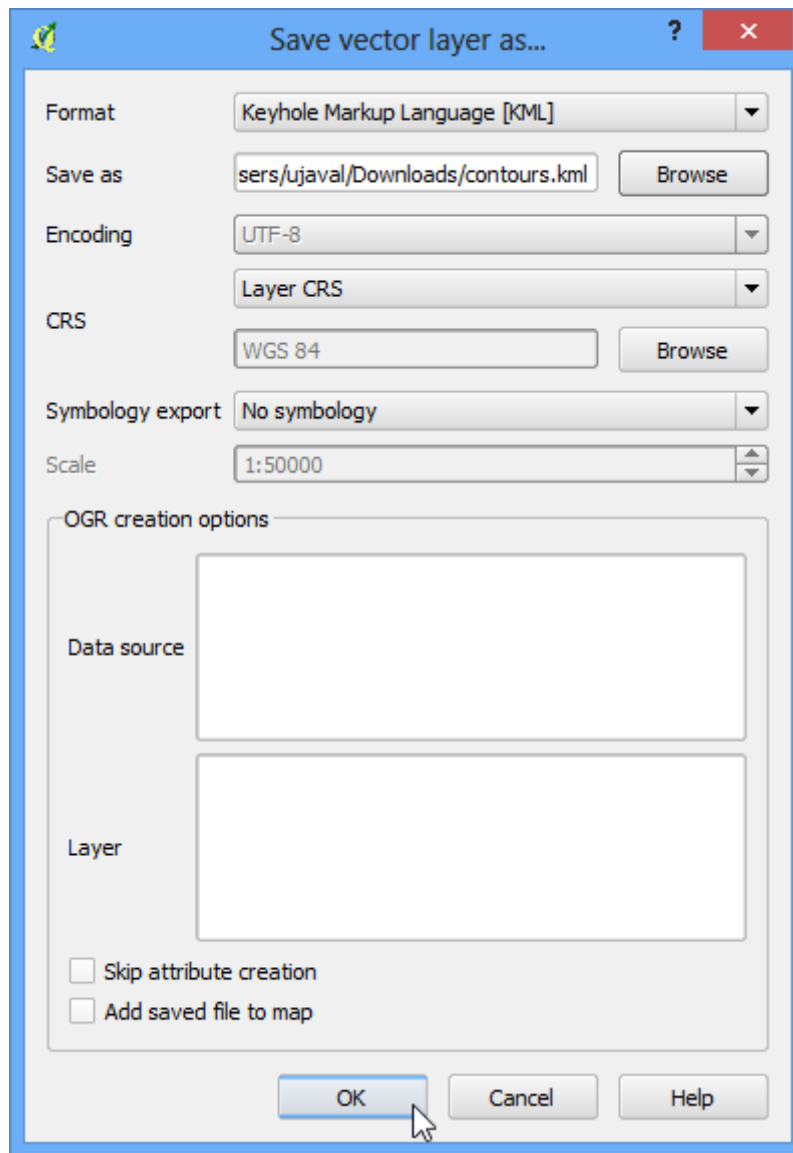 Save vector layer as...
?
Format Keyhole Markup Language [KML]
Save as sers/ujaval/Downloads/contours.kml Browse
Encoding UTF-8
Layer CRS
CRS
WGS 84 Browse
Symbology export No symbology
Scale 1:50000
OGR creation options
Data source
Layer
Skip attribute creation
Add saved file to map
OK Cancel Help